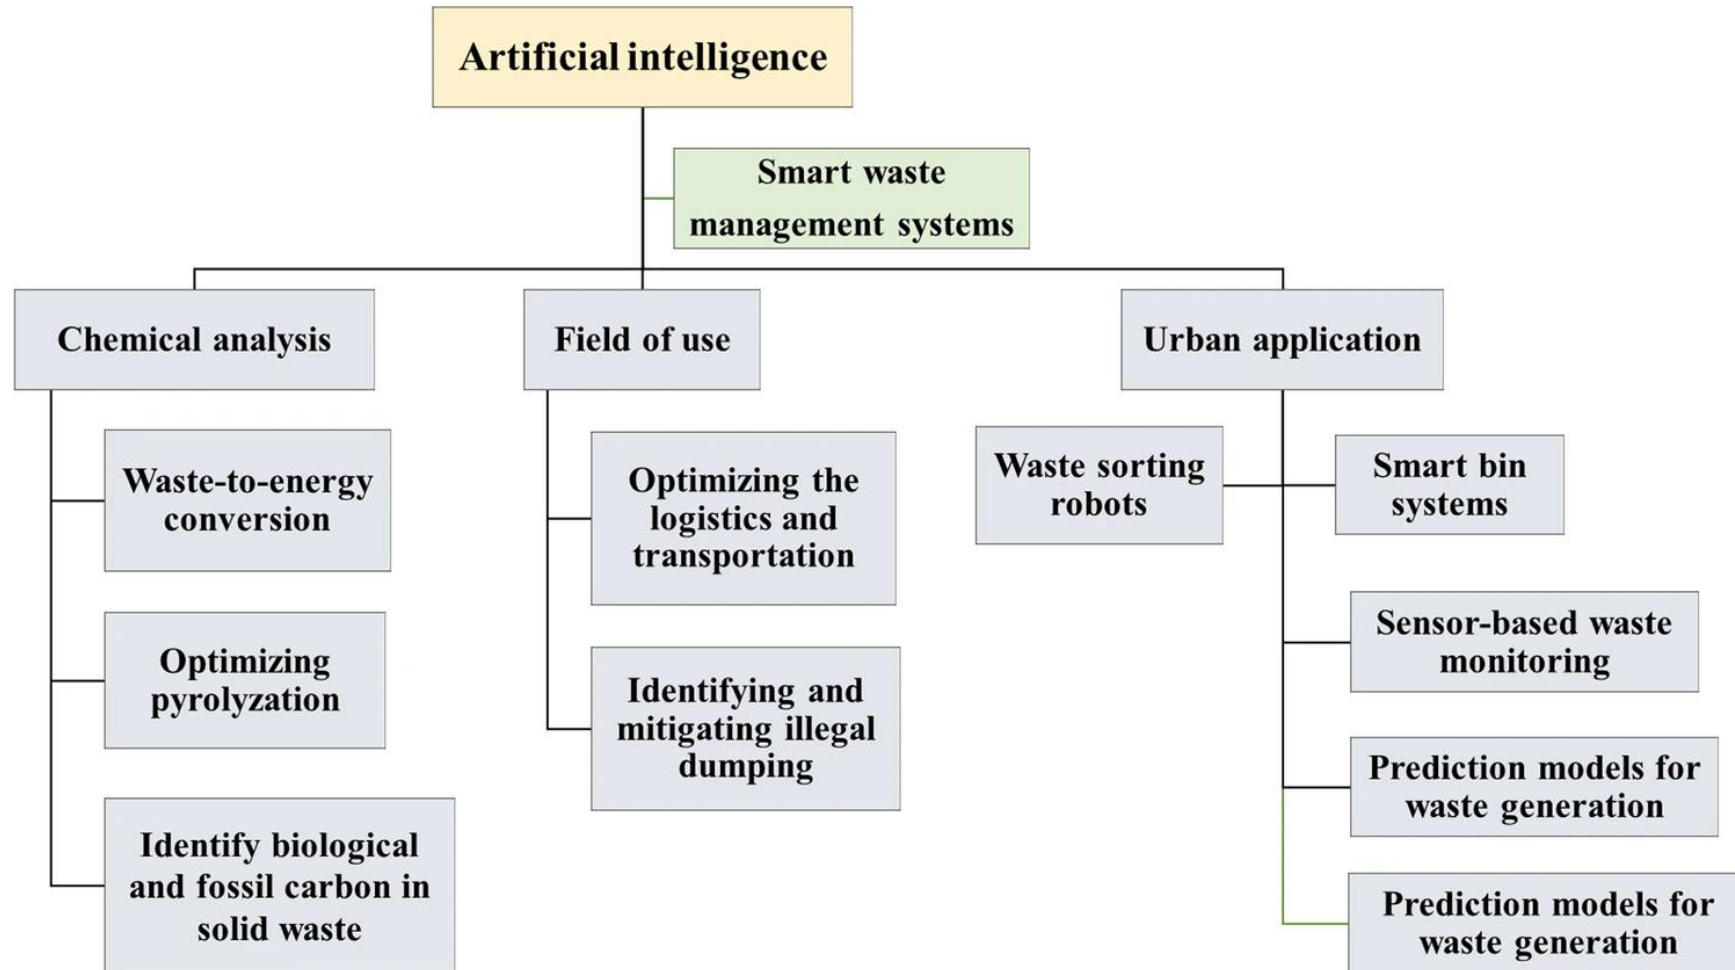 Artificial intelligence
Smart waste
management systems
Chemical analysis
Field of use
Urban application
Waste-to-energy
conversion
Optimizing
pyrolyzation
Identify biological
and fossil carbon in
solid waste
Optimizing the
logistics and
transportation
Identifying and
mitigating illegal
dumping
Waste sorting
robots
Smart bin
systems
Sensor-based waste
monitoring
Prediction models for
waste generation
Prediction models for
waste generation